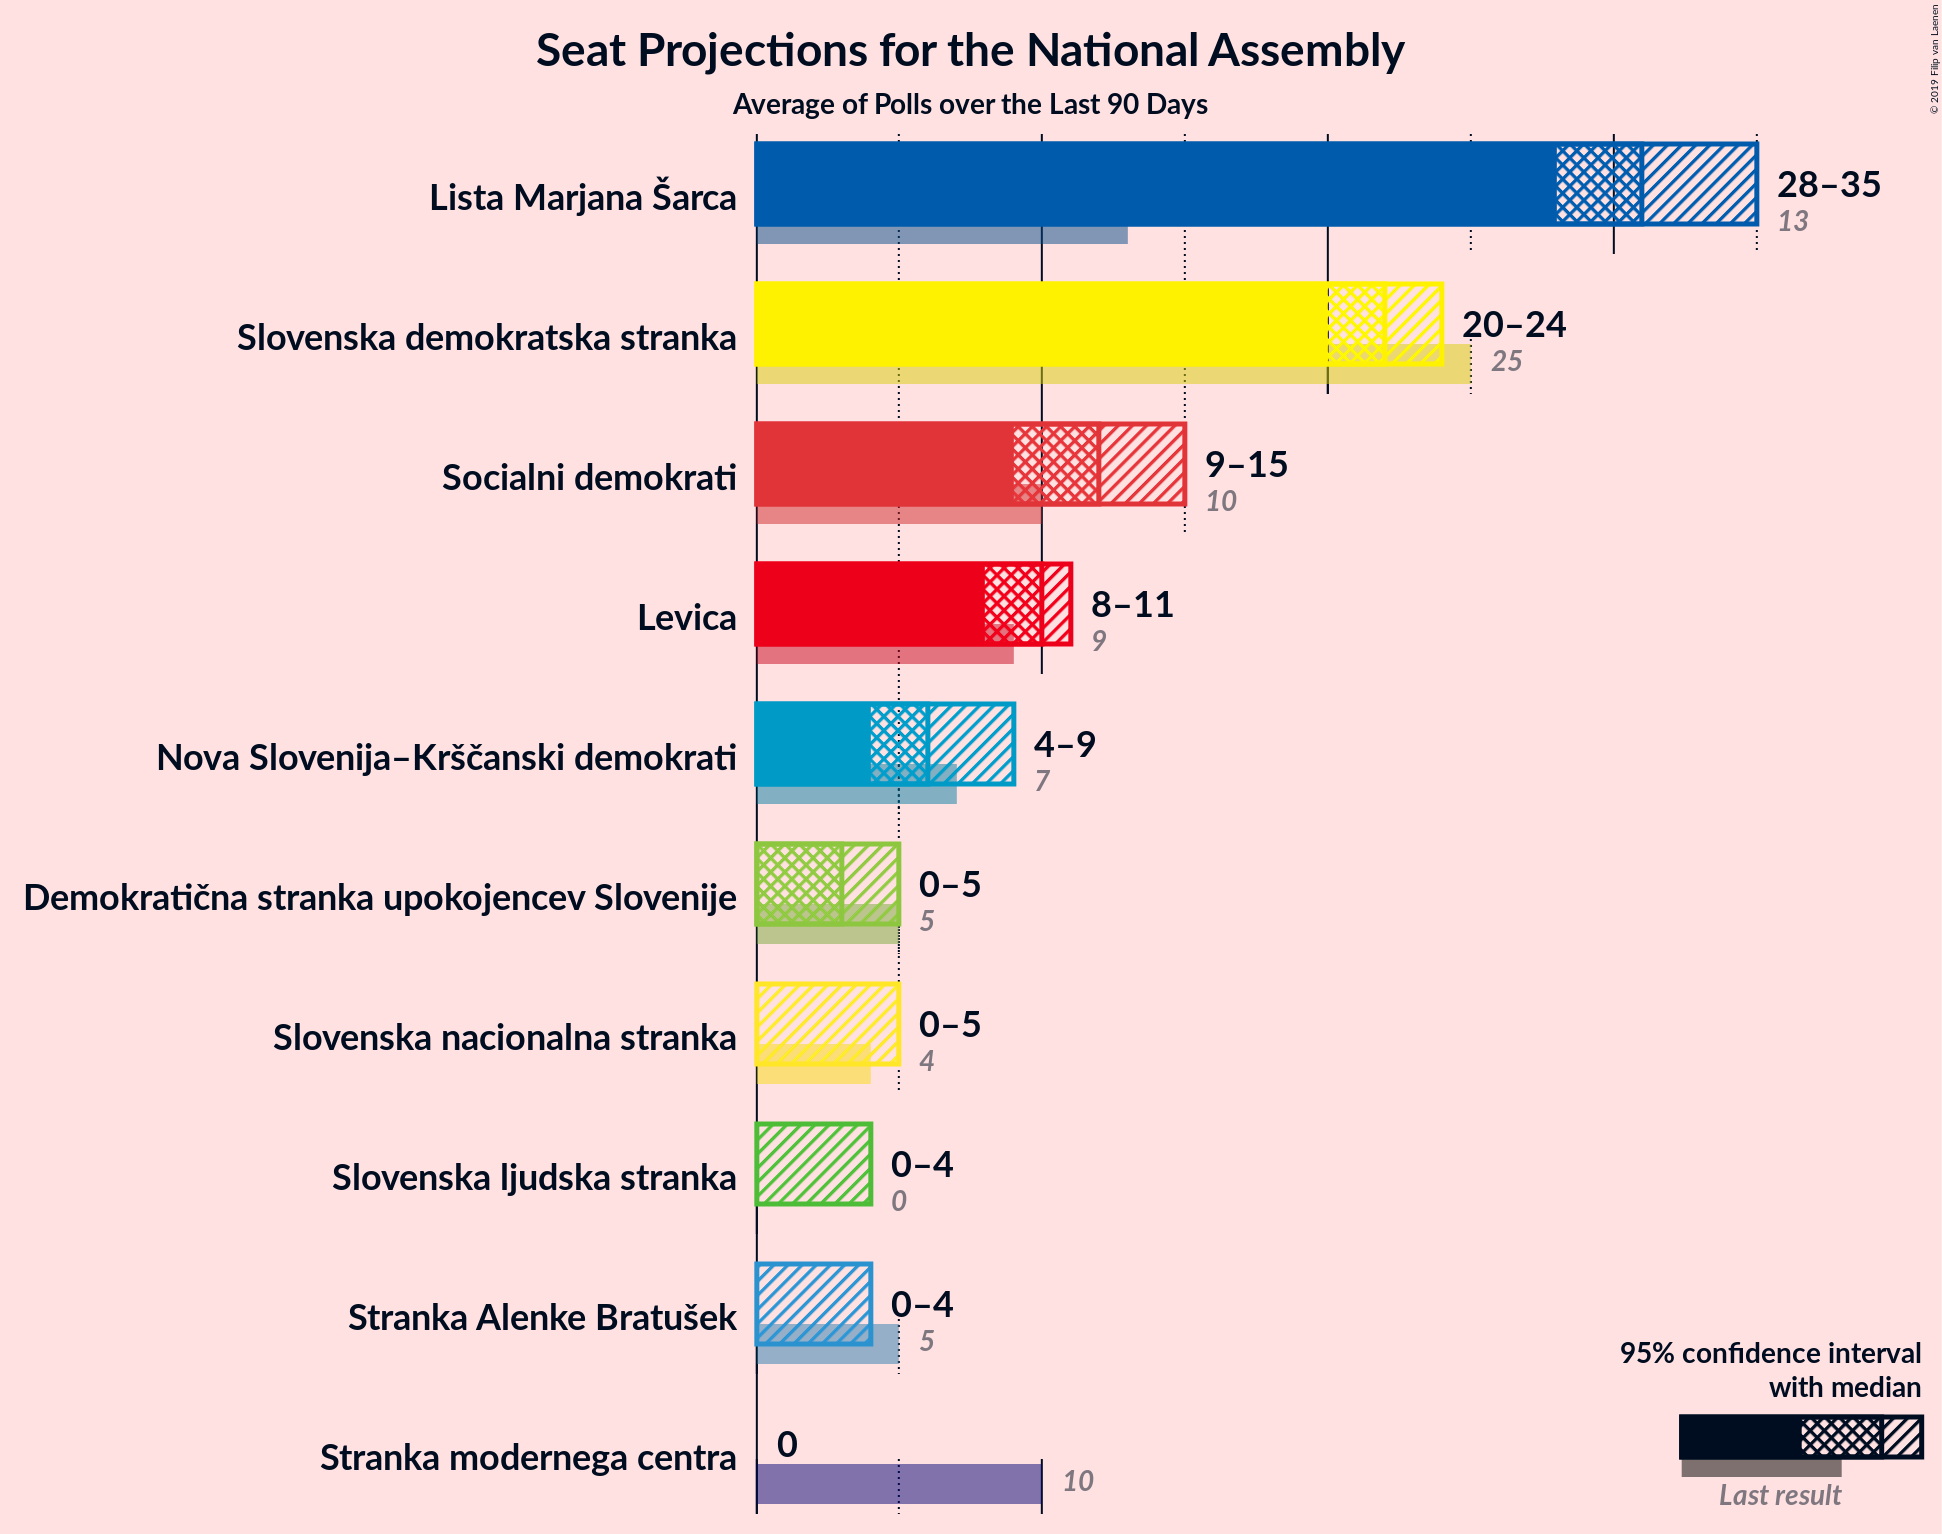 Seat Projections for the National Assembly
Average of Polls over the Last 90 Days
© 2019 Filip van Laenen
Lista Marjana Šarca
28–35
13
Slovenska demokratska stranka
20–24
25
Socialni demokrati
9–15
10
Levica
8–11
9
Nova Slovenija–Krščanski demokrati
4–9
7
Demokratična stranka upokojencev Slovenije
0–5
5
Slovenska nacionalna stranka
0–5
4
Slovenska ljudska stranka
0–4
0
Stranka Alenke Bratušek
0–4
5
Stranka modernega centra
0
10
95% confidence interval
with median
Last result